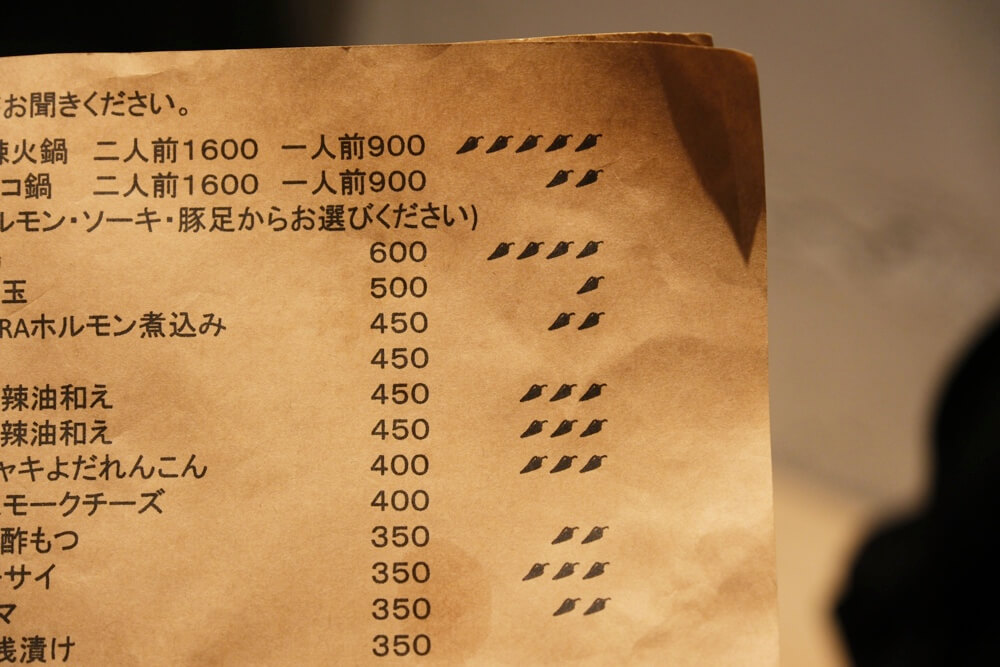 お聞きください。
火鍋 二人前1600 一人前900
コ鍋 二人前1600 一人前900
ルモン・ソーキ・豚足からお選びください)
600
玉 500
RAホルモン煮込み 450
450
辣油和え 450
辣油和え 450
ャキよだれんこん 400
モークチーズ 400
酢もつ 350
サイ 350
マ 350
漬け 350